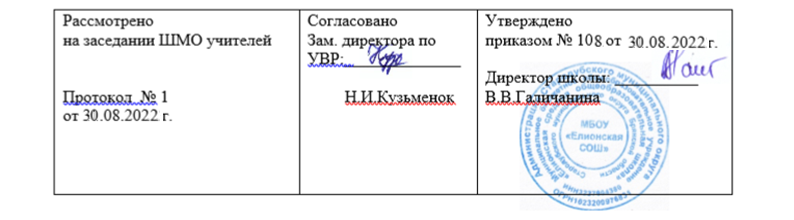 Рассмотрено
на заседании ШМО учителей
Протокол № 1
от 30.08.2022 г.
Согласовано
Зам. директора по
УВР:
Н.И.Кузьменок
Утверждено
приказом № 108 от 30.08.2022 г.
Директор школы:
В.В.Галичанина
МБОУ
«Елионская
СОШ»